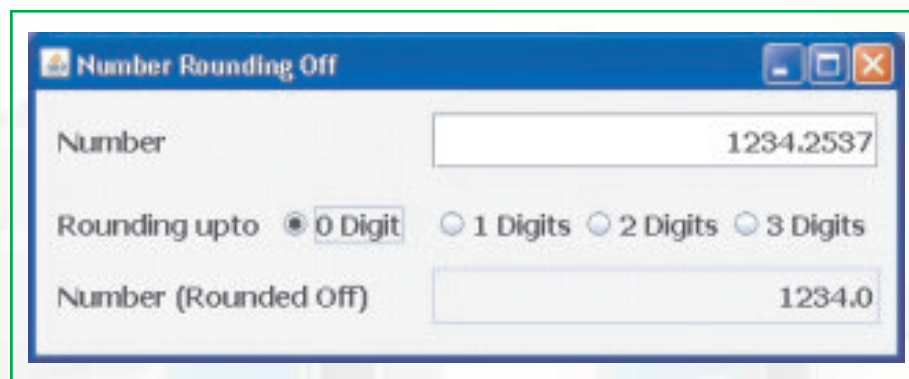 Number Rounding Off
Number 1234.2537
Rounding upto 0 Digit 1 Digits 2 Digits 3 Digits
Number (Rounded Off) 1234.0